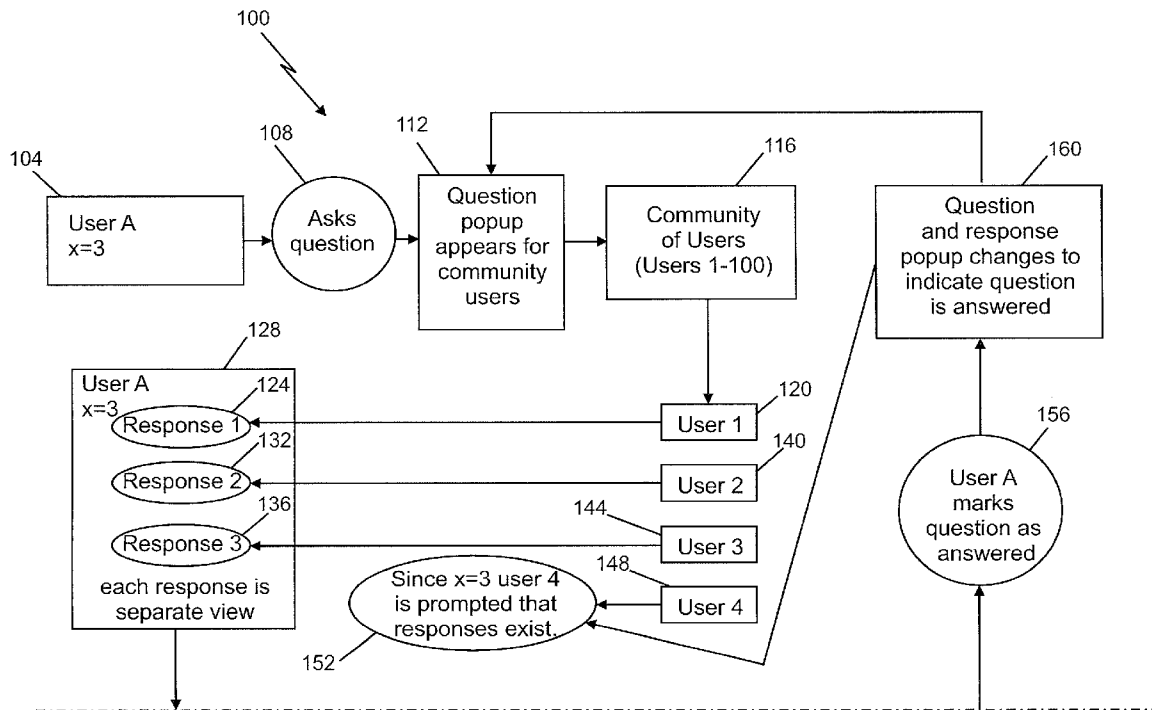 100
108
112
116
160
104
User A
x=3
Asks
question
Question
popup
appears for
community
users
Community
of Users
(Users 1-100)
Question
and response
popup changes to
indicate question
is answered
128
User A
x=3
124
Response 1
132
Response 2
136
Response 3
each response is
separate view
120
User 1
140
User 2
144
User 3
148
User 4
Since x=3 user 4
is prompted that
responses exist.
152
156
User A
marks
question as
answered